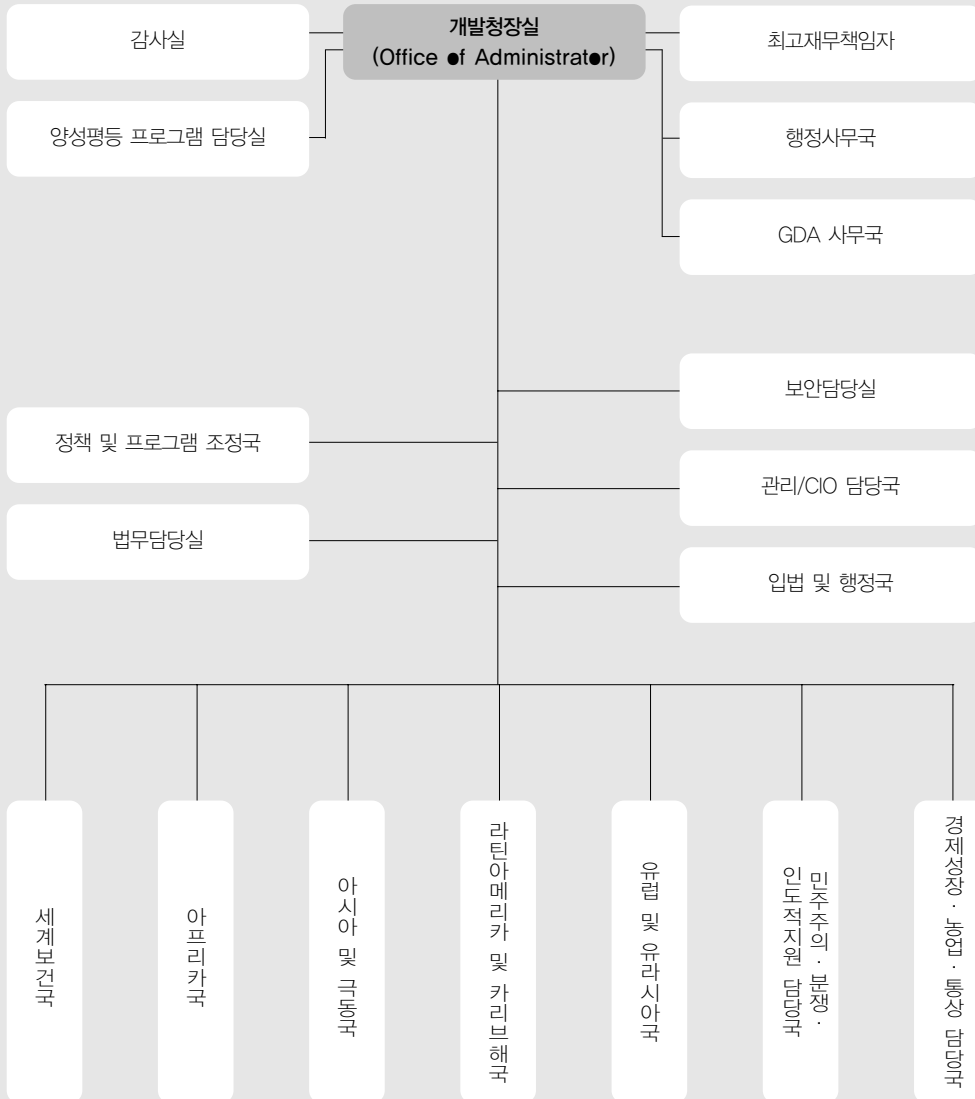 감사실
개발청장실
(Office of Administrator)
최고재무책임자
양성평등 프로그램 담당실
행정사무국
GDA 사무국
보안담당실
정책 및 프로그램 조정국
관리/CIO 담당국
법무담당실
입법 및 행정국
세계보건국
아프리카국
아시아 및 극동국
라틴아메리카 및 카리브해국
유럽 및 유라시아국
민주주의 · 분쟁 ·
인도적지원 담당국
경제성장 · 농업 · 통상 담당국